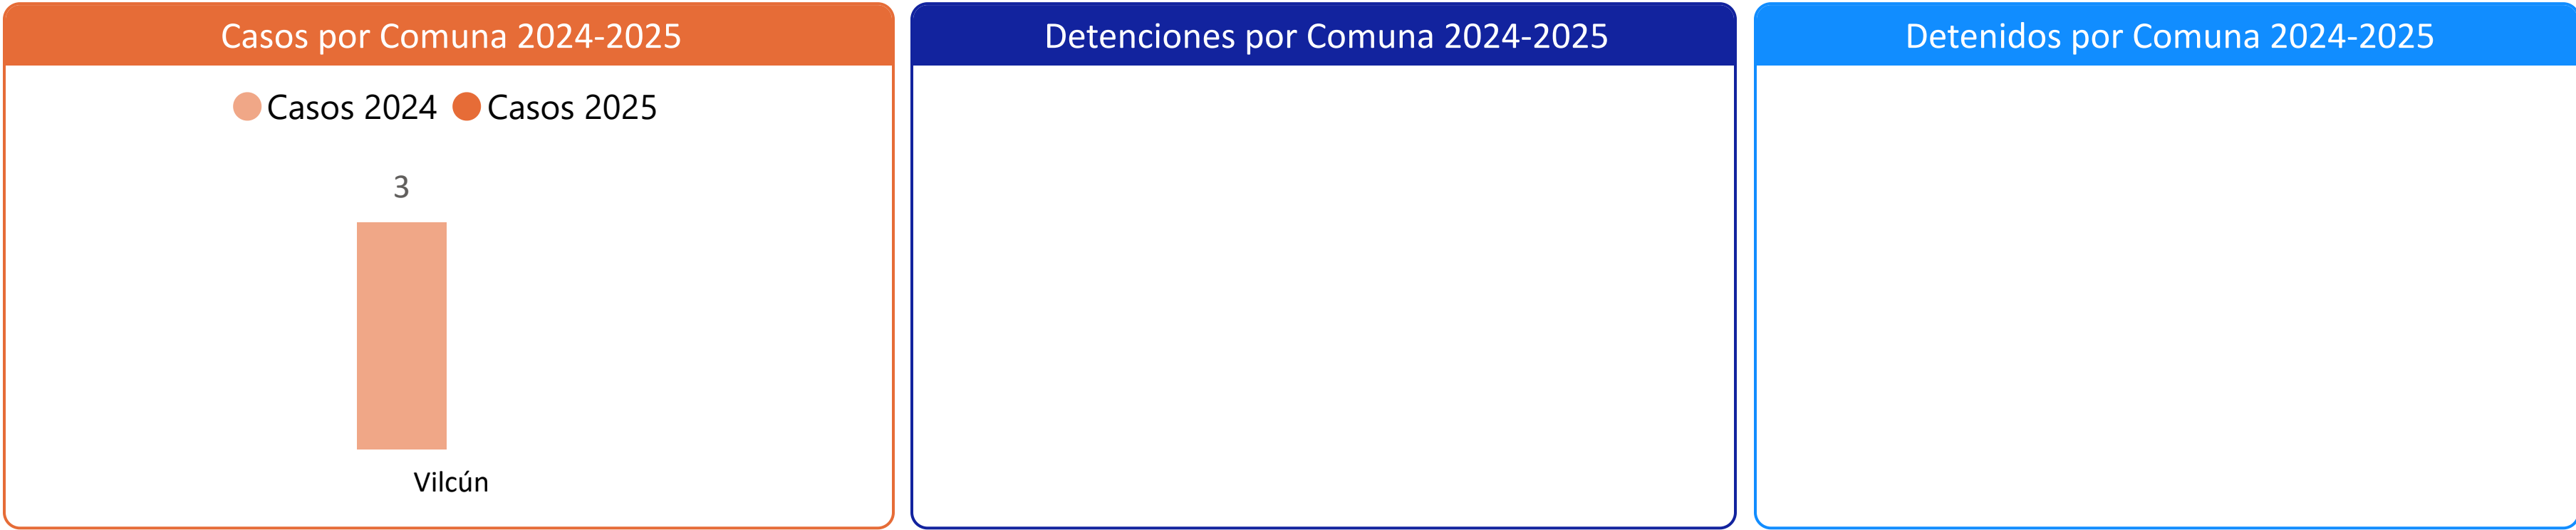 Casos por Comuna 2024-2025
Casos 2024 Casos 2025
3
Vilcún
Detenciones por Comuna 2024-2025
Detenidos por Comuna 2024-2025